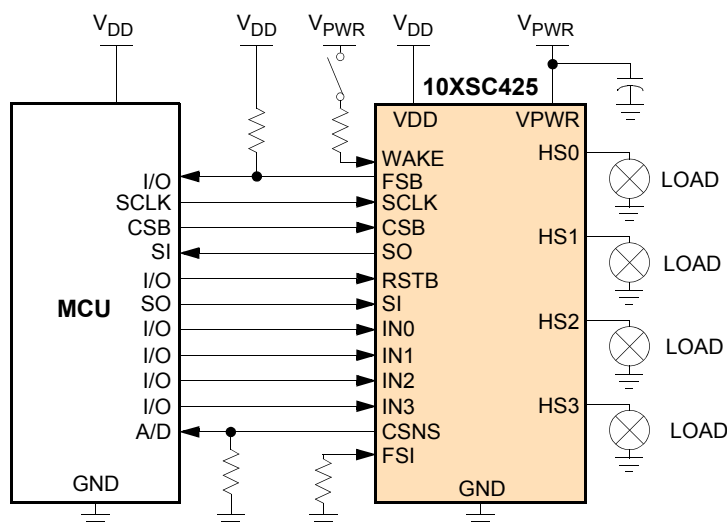 VDD VDD VPWR VDD VPWR
10XSC425
VDD VPWR
WAKE HS0
I/O FSB LOAD
SCLK SCLK
CSB CSB
SI SO HS1
LOAD
I/O RSTB
MCU SO SI
I/O IN0 HS2
I/O IN1 LOAD
I/O IN2
I/O IN3 HS3
A/D CSNS LOAD
FSI
GND GND